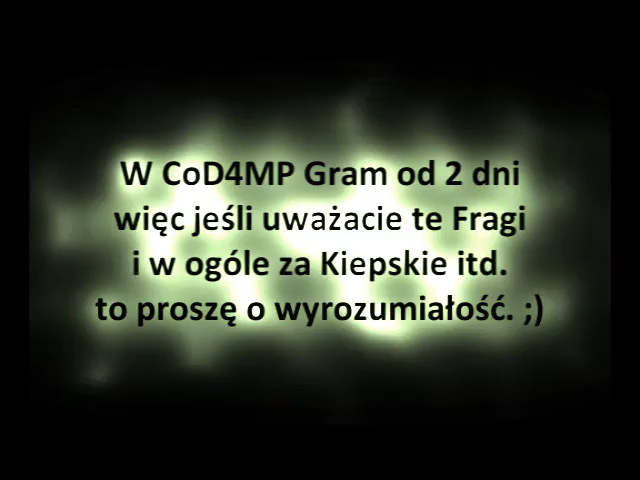 W CoD4MP Gram od 2 dni
więc jeśli uważacie te Fragi
i w ogóle za Kiepskie itd.
to proszę o wyrozumiałość. ;)